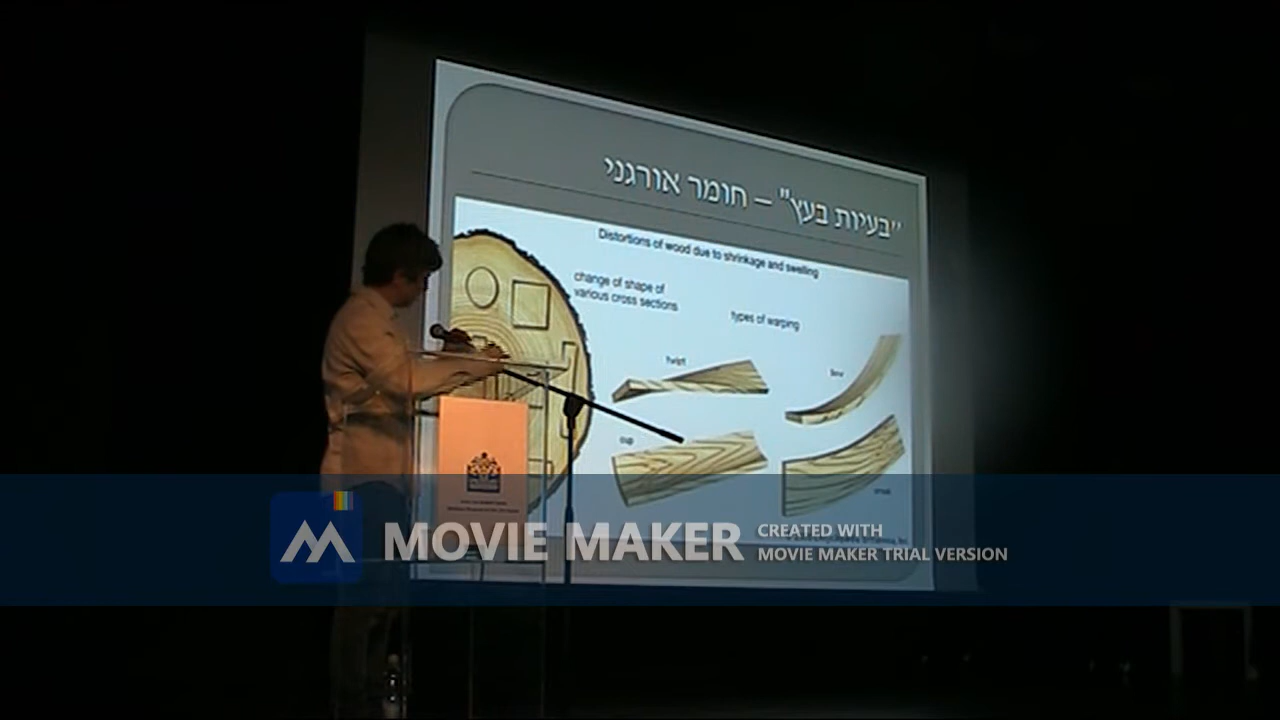 "בעיות בעץ" – חומר אורגני
Distortions of wood due to shrinkage and swelling
change of shape of
various cross sections
types of warping
twist
bow
cup
crook
MOVIE MAKER
CREATED WITH
MOVIE MAKER TRIAL VERSION